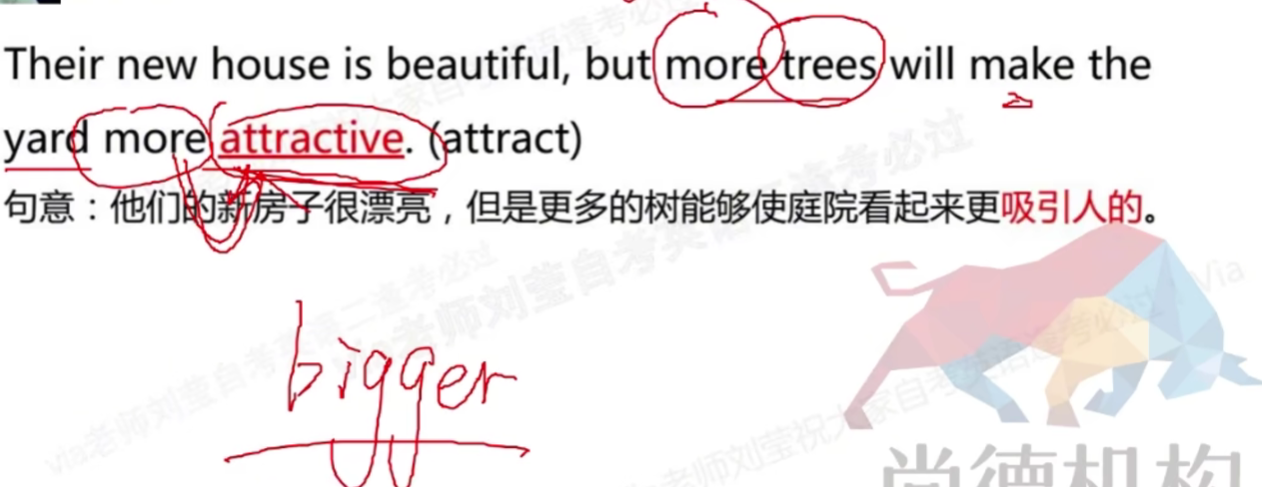 Their new house is beautiful, but more trees will make the
yard more attractive. (attract)
句意：他们的新房子很漂亮，但是更多的树能够使庭院看起来更吸引人的。
bigger
尚德机构